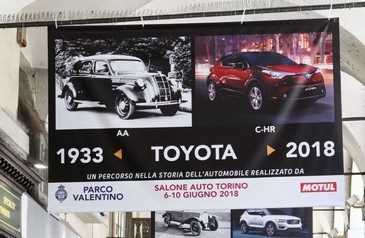 AA C-HR
1933 TOYOTA 2018
UN PERCORSO NELLA STORIA DELL'AUTOMOBILE REALIZZATO DA
PARCO
VALENTINO
SALONE AUTO TORINO
6-10 GIUGNO 2018
MOTUL